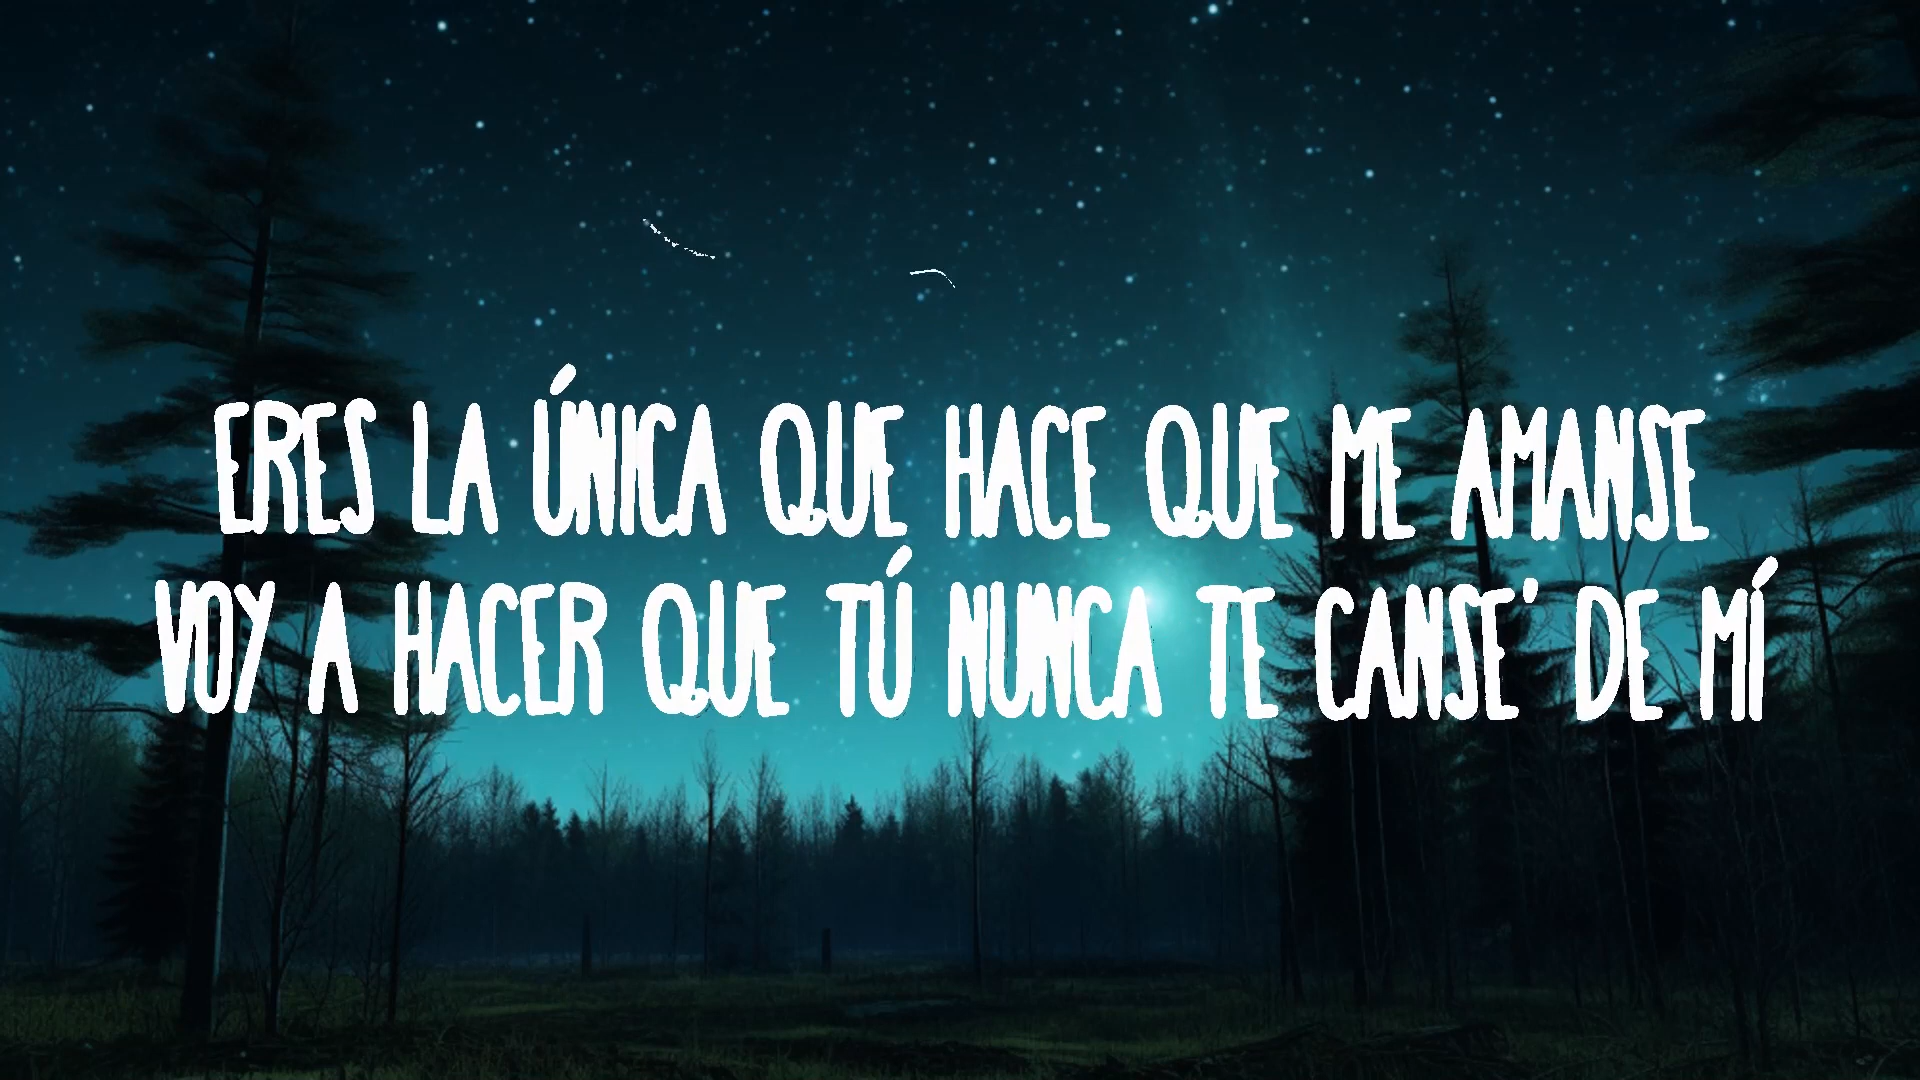 ERES LA ÚNICA QUE HACE QUE ME AMANSE
VOY A HACER QUE TÚ NUNCA TE CANSE' DE MÍ